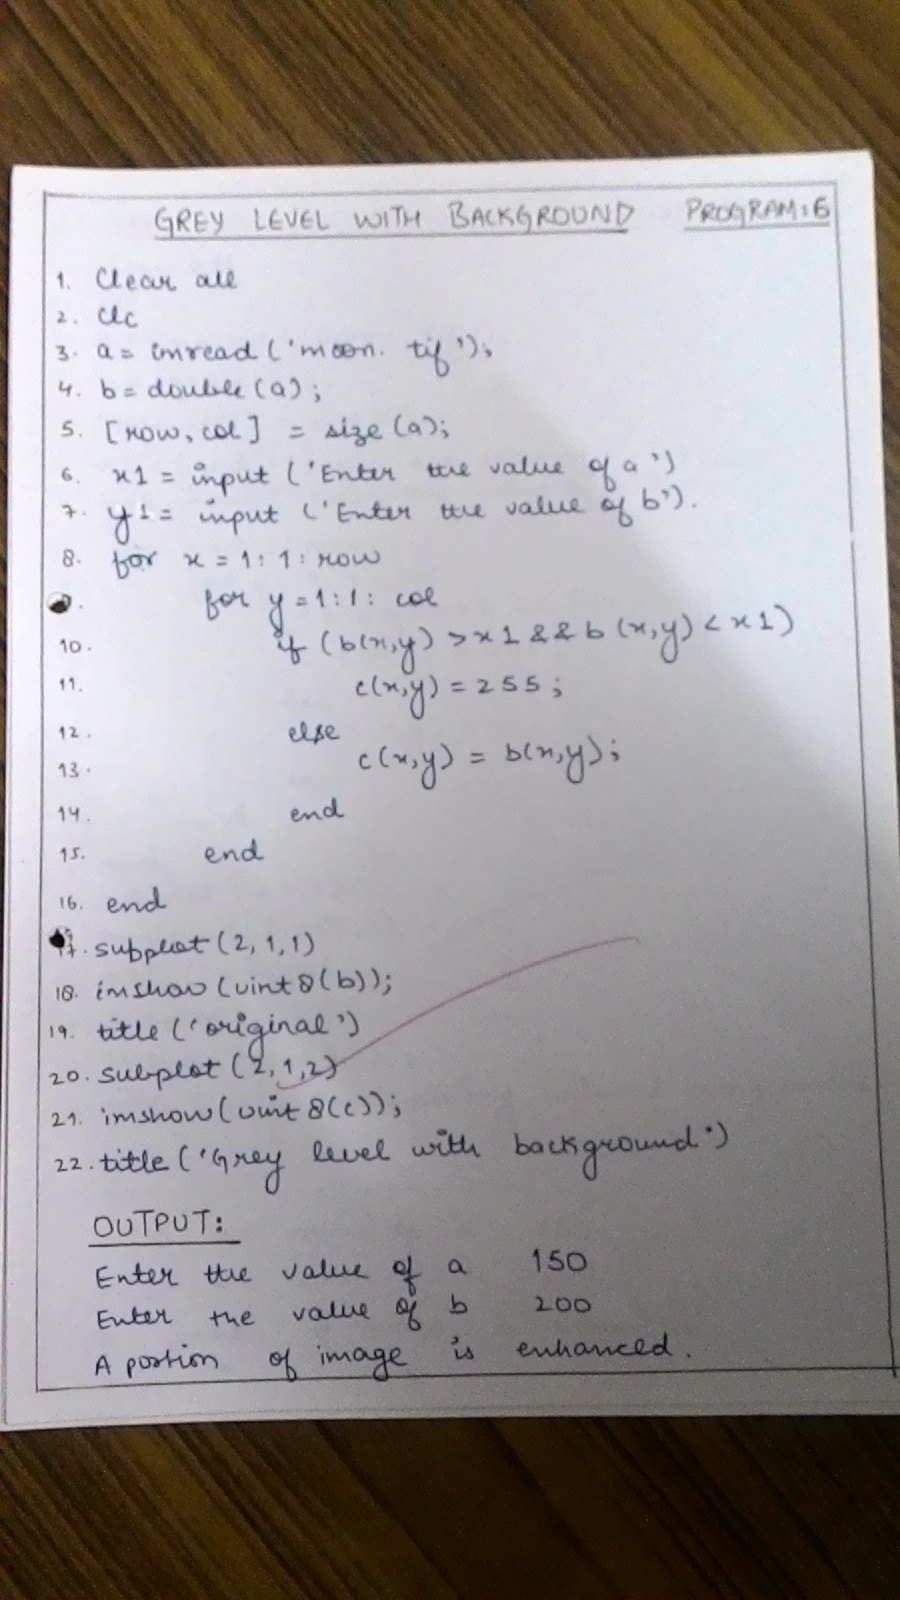 GREY LEVEL WITH BACKGROUND PROGRAM: 6
1. Clear all
2. clc
3. a = imread ('moon. tif');
4. b = double (a);
5. [row, col] = size (a);
6. x1 = input ('Enter the value of a')
7. y1 = input ('Enter the value of b').
8. for x = 1: 1: row
for y = 1:1: col
10. if (b(x,y) > x1 && b (x,y) < x1)
11. c(x,y) = 255;
12. else
13. c(x,y) = b(x,y);
14. end
15. end
16. end
17. subplot (2, 1, 1)
18. imshow (uint 8(b));
19. title ('original')
20. subplot (2, 1, 2)
21. imshow (uint 8(c));
22. title ('Grey level with background')
OUTPUT:
Enter the value of a 150
Enter the value of b 200
A portion of image is enhanced.